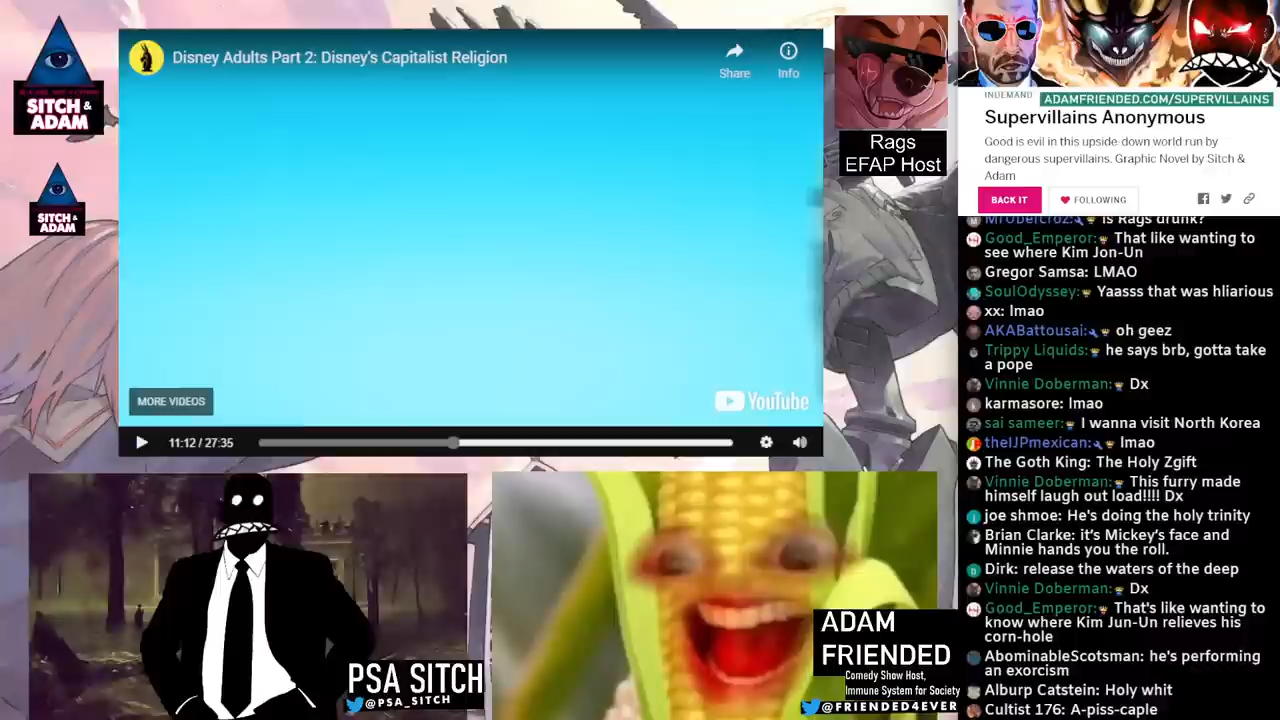 SITCH &
ADAM
SITCH &
ADAM
Disney Adults Part 2: Disney's Capitalist Religion
Share
Info
MORE VIDEOS
YouTube
11:12 / 27:35
Rags
EFAP Host
INDEMAND
ADAMFRIENDED.COM/SUPERVILLAINS
Supervillains Anonymous
Good is evil in this upside-down world run by
dangerous supervillains. Graphic Novel by Sitch &
Adam
BACK IT
FOLLOWING
is Rags drunk?
Good_Emperor: That like wanting to
see where Kim Jon-Un
Gregor Samsa: LMAO
SoulOdyssey: Yaasss that was hliarious
xx: lmao
AKABattousai: oh geez
Trippy Liquids: he says brb, gotta take
a pope
Vinnie Doberman: Dx
karmasore: lmao
sai sameer: I wanna visit North Korea
theIJPmexican: lmao
The Goth King: The Holy Zgift
Vinnie Doberman: This furry made
himself laugh out load!!!! Dx
joe shmoe: He's doing the holy trinity
Brian Clarke: it's Mickey's face and
Minnie hands you the roll.
Dirk: release the waters of the deep
Vinnie Doberman: Dx
Good_Emperor: That's like wanting to
know where Kim Jun-Un relieves his
corn-hole
AbominableScotsman: he's performing
an exorcism
Alburp Catstein: Holy whit
Cultist 176: A-piss-caple
PSA SITCH
@PSA_SITCH
ADAM
FRIENDED
Comedy Show Host,
Immune System for Society
@FRIENDED4EVER